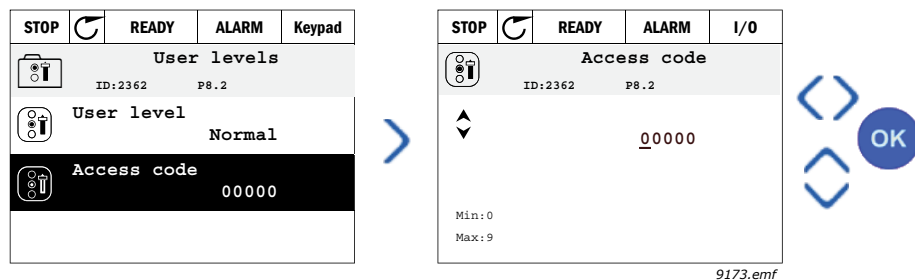 STOP READY ALARM Keypad
User levels
ID:2362 P8.2
User level
Normal
Access code
00000
STOP READY ALARM I/O
Access code
ID:2362 P8.2
00000
Min:0
Max:9
OK
9173.emf